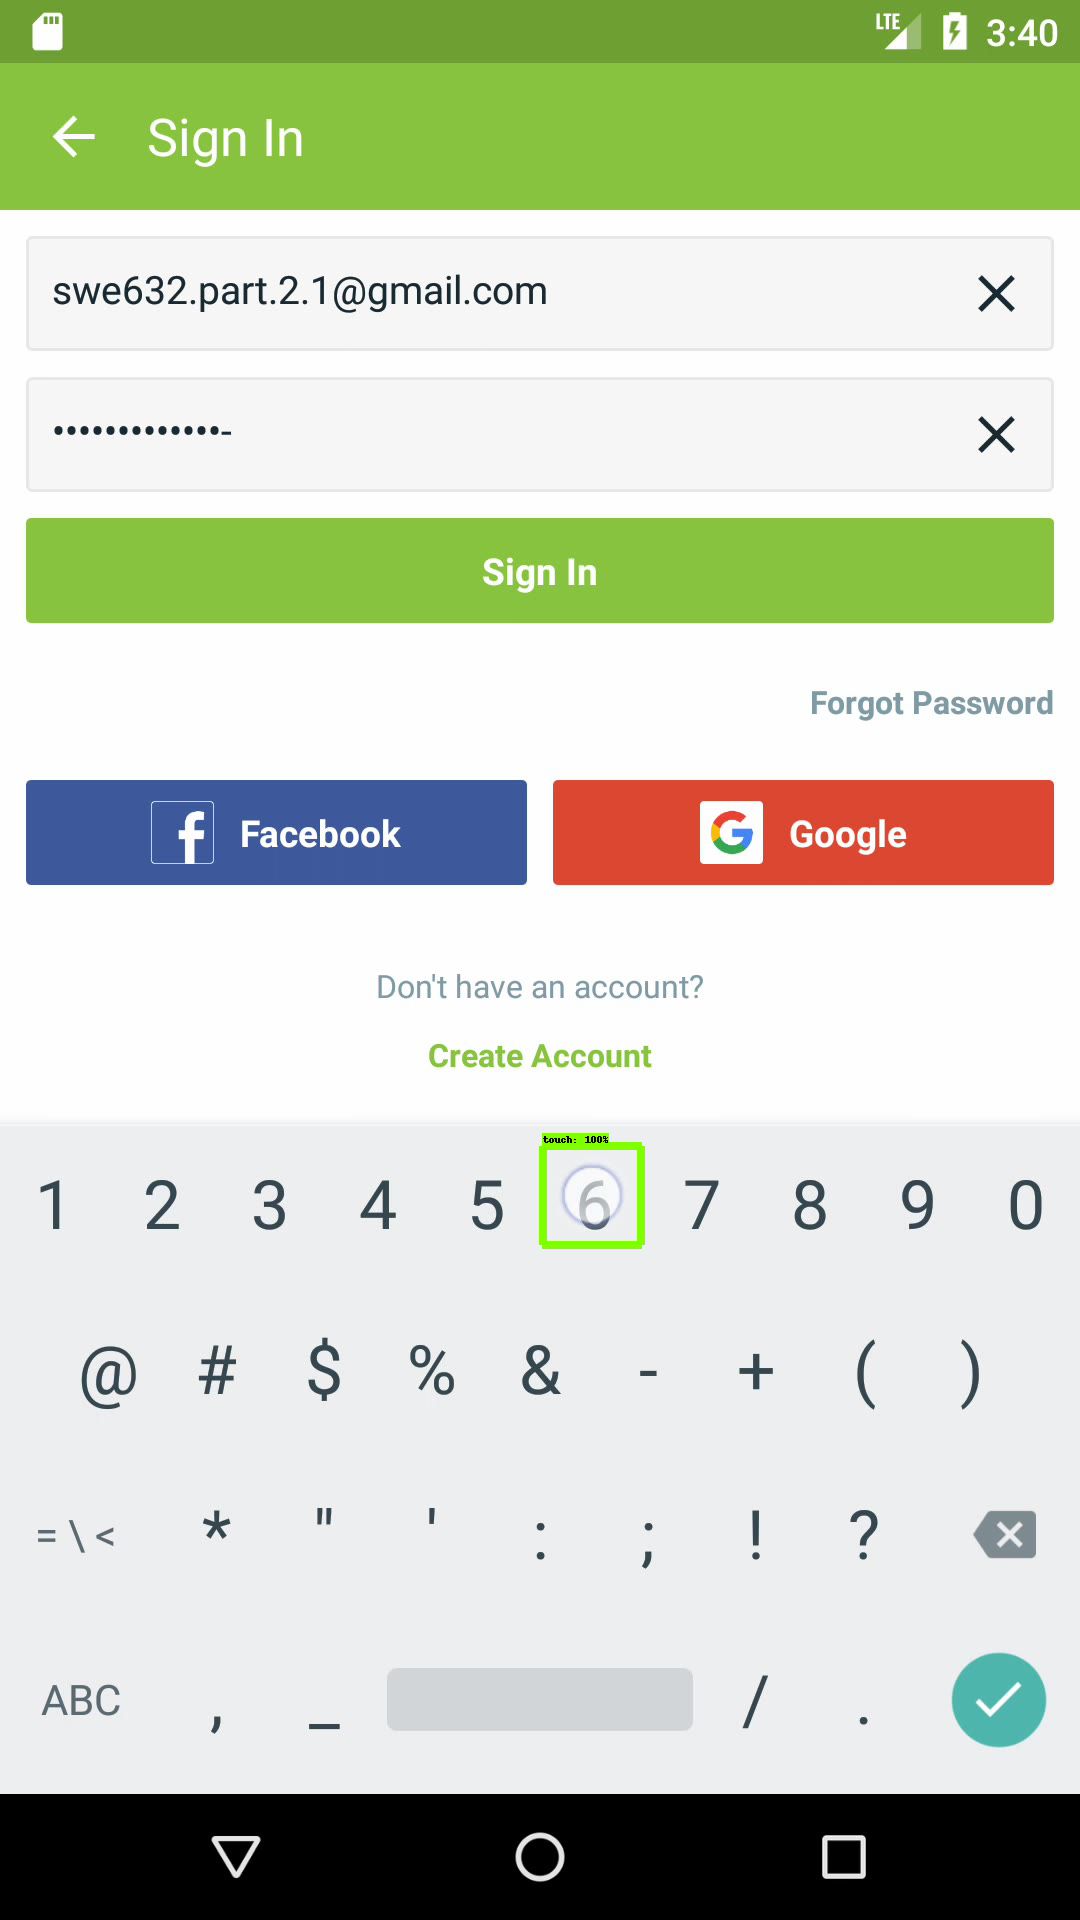 LTE 3:40
Sign In
swe632.part.2.1@gmail.com
•••••••••••••-
Sign In
Forgot Password
Facebook
Google
Don't have an account?
Create Account
touch: 100%
1 2 3 4 5 6 7 8 9 0
@ # $ % & - + ( )
= \ < * " ' : ; ! ?
ABC , _ / .